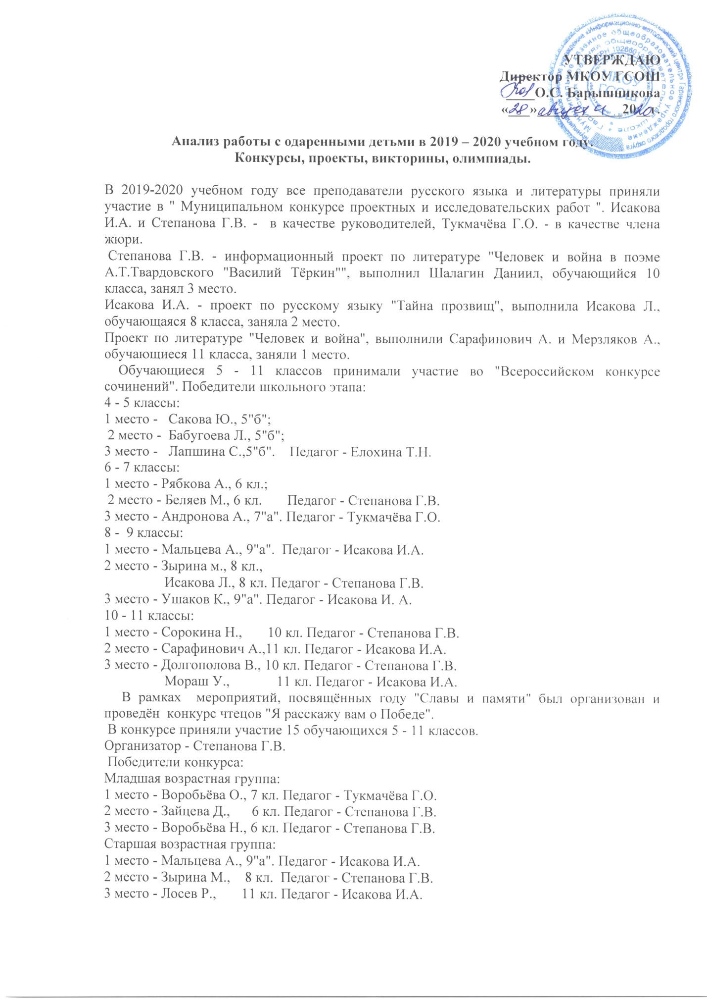 УТВЕРЖДАЮ
Директор МКОУ ГСОШ
О.С. Барышникова
«28» августа 2020г.
Анализ работы с одаренными детьми в 2019 – 2020 учебном году.
Конкурсы, проекты, викторины, олимпиады.
В 2019-2020 учебном году все преподаватели русского языка и литературы приняли
участие в " Муниципальном конкурсе проектных и исследовательских работ ". Исакова
И.А. и Степанова Г.В. - в качестве руководителей, Тукмачёва Г.О. - в качестве члена
жюри.
Степанова Г.В. - информационный проект по литературе "Человек и война в поэме
А.Т.Твардовского "Василий Тёркин"", выполнил Шалагин Даниил, обучающийся 10
класса, занял 3 место.
Исакова И.А. - проект по русскому языку "Тайна прозвищ", выполнила Исакова Л.,
обучающаяся 8 класса, заняла 2 место.
Проект по литературе "Человек и война", выполнили Сарафинович А. и Мерзляков А.,
обучающиеся 11 класса, заняли 1 место.
Обучающиеся 5 - 11 классов принимали участие во "Всероссийском конкурсе
сочинений". Победители школьного этапа:
4 - 5 классы:
1 место - Сакова Ю., 5"б";
2 место - Бабугоева Л., 5"б";
3 место - Лапшина С.,5"б". Педагог - Елохина Т.Н.
6 - 7 классы:
1 место - Рябкова А., 6 кл.;
2 место - Беляев М., 6 кл. Педагог - Степанова Г.В.
3 место - Андронова А., 7"а". Педагог - Тукмачёва Г.О.
8 - 9 классы:
1 место - Мальцева А., 9"а". Педагог - Исакова И.А.
2 место - Зырина м., 8 кл.,
Исакова Л., 8 кл. Педагог - Степанова Г.В.
3 место - Ушаков К., 9"а". Педагог - Исакова И. А.
10 - 11 классы:
1 место - Сорокина Н., 10 кл. Педагог - Степанова Г.В.
2 место - Сарафинович А.,11 кл. Педагог - Исакова И.А.
3 место - Долгополова В., 10 кл. Педагог - Степанова Г.В.
Мораш У., 11 кл. Педагог - Исакова И.А.
В рамках мероприятий, посвящённых году "Славы и памяти" был организован и
проведён конкурс чтецов "Я расскажу вам о Победе".
В конкурсе приняли участие 15 обучающихся 5 - 11 классов.
Организатор - Степанова Г.В.
Победители конкурса:
Младшая возрастная группа:
1 место - Воробьёва О., 7 кл. Педагог - Тукмачёва Г.О.
2 место - Зайцева Д., 6 кл. Педагог - Степанова Г.В.
3 место - Воробьёва Н., 6 кл. Педагог - Степанова Г.В.
Старшая возрастная группа:
1 место - Мальцева А., 9"а". Педагог - Исакова И.А.
2 место - Зырина М., 8 кл. Педагог - Степанова Г.В.
3 место - Лосев Р., 11 кл. Педагог - Исакова И.А.
МКОУ
ГСОШ